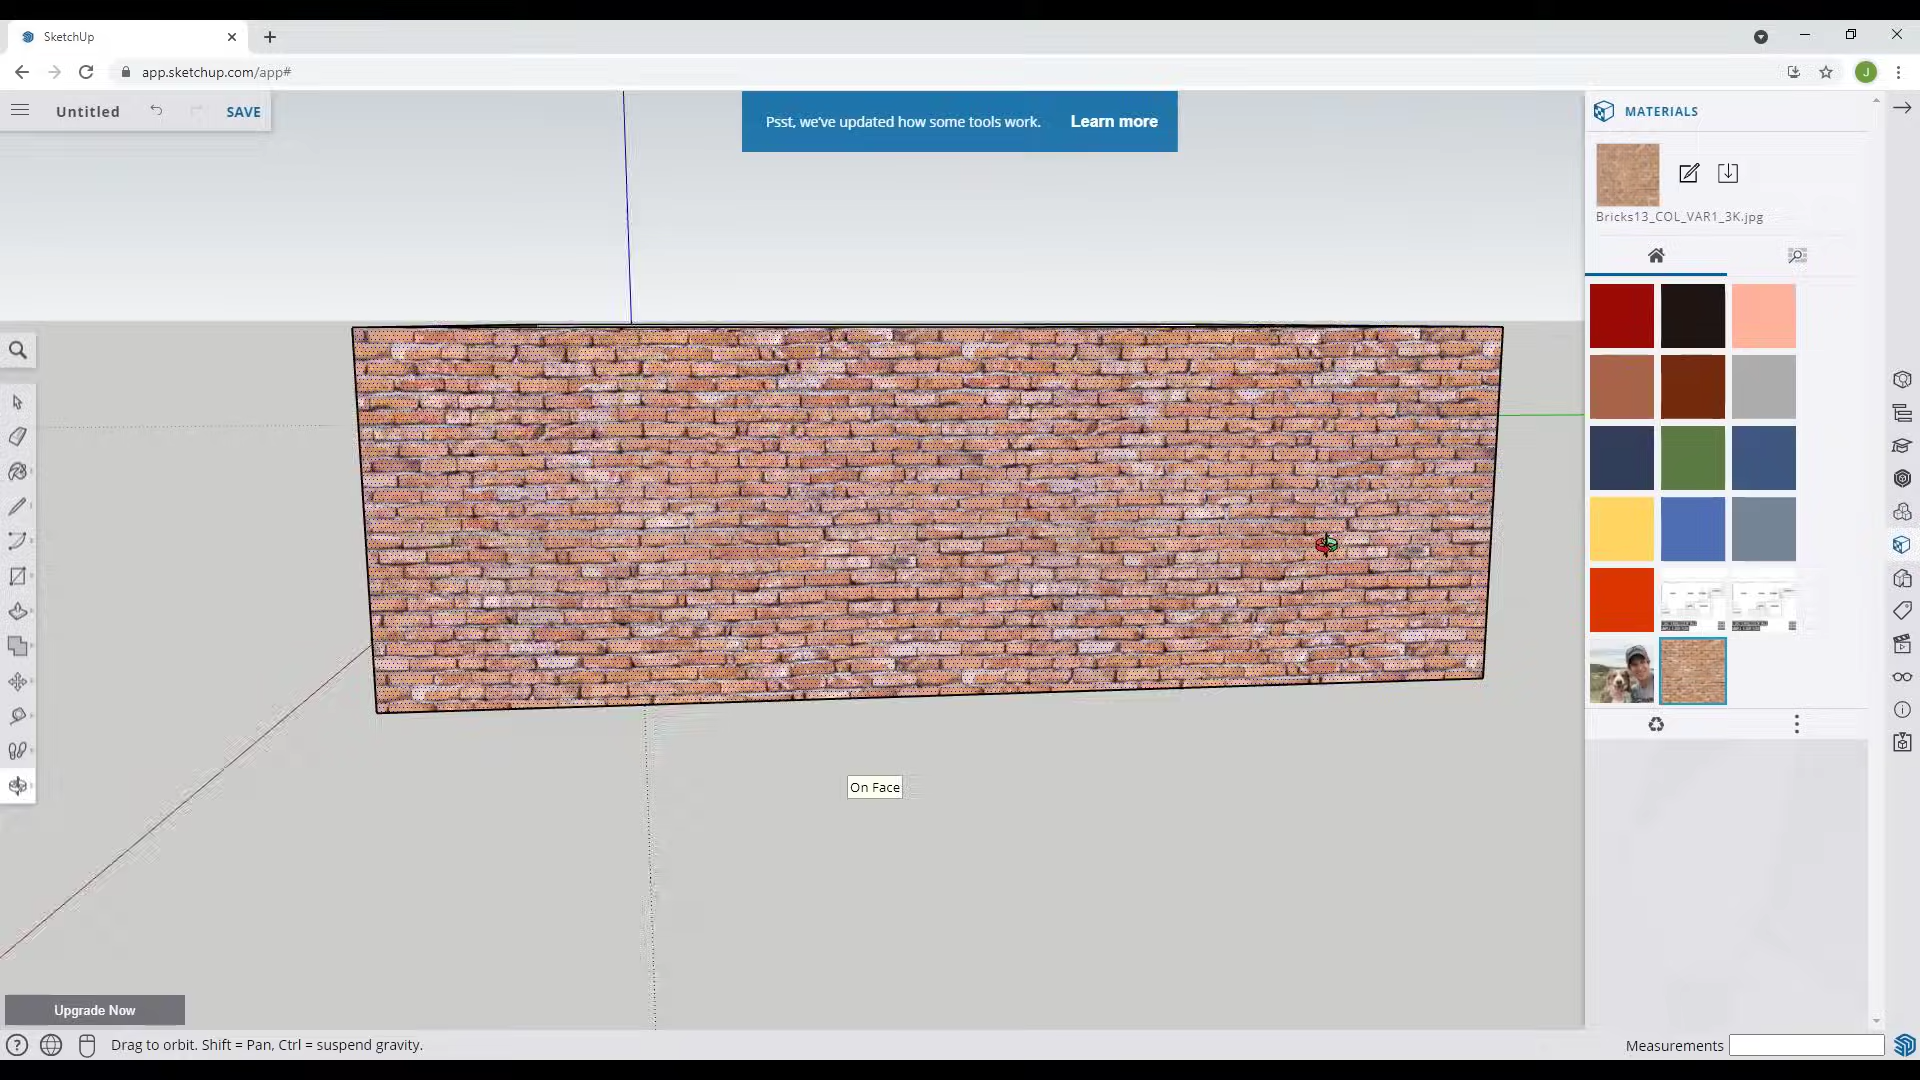 SketchUp
app.sketchup.com/app#
J
Untitled
SAVE
Psst, we've updated how some tools work. Learn more
MATERIALS
Bricks13_COL_VAR1_3K.jpg
On Face
Upgrade Now
Drag to orbit. Shift = Pan, Ctrl = suspend gravity.
Measurements